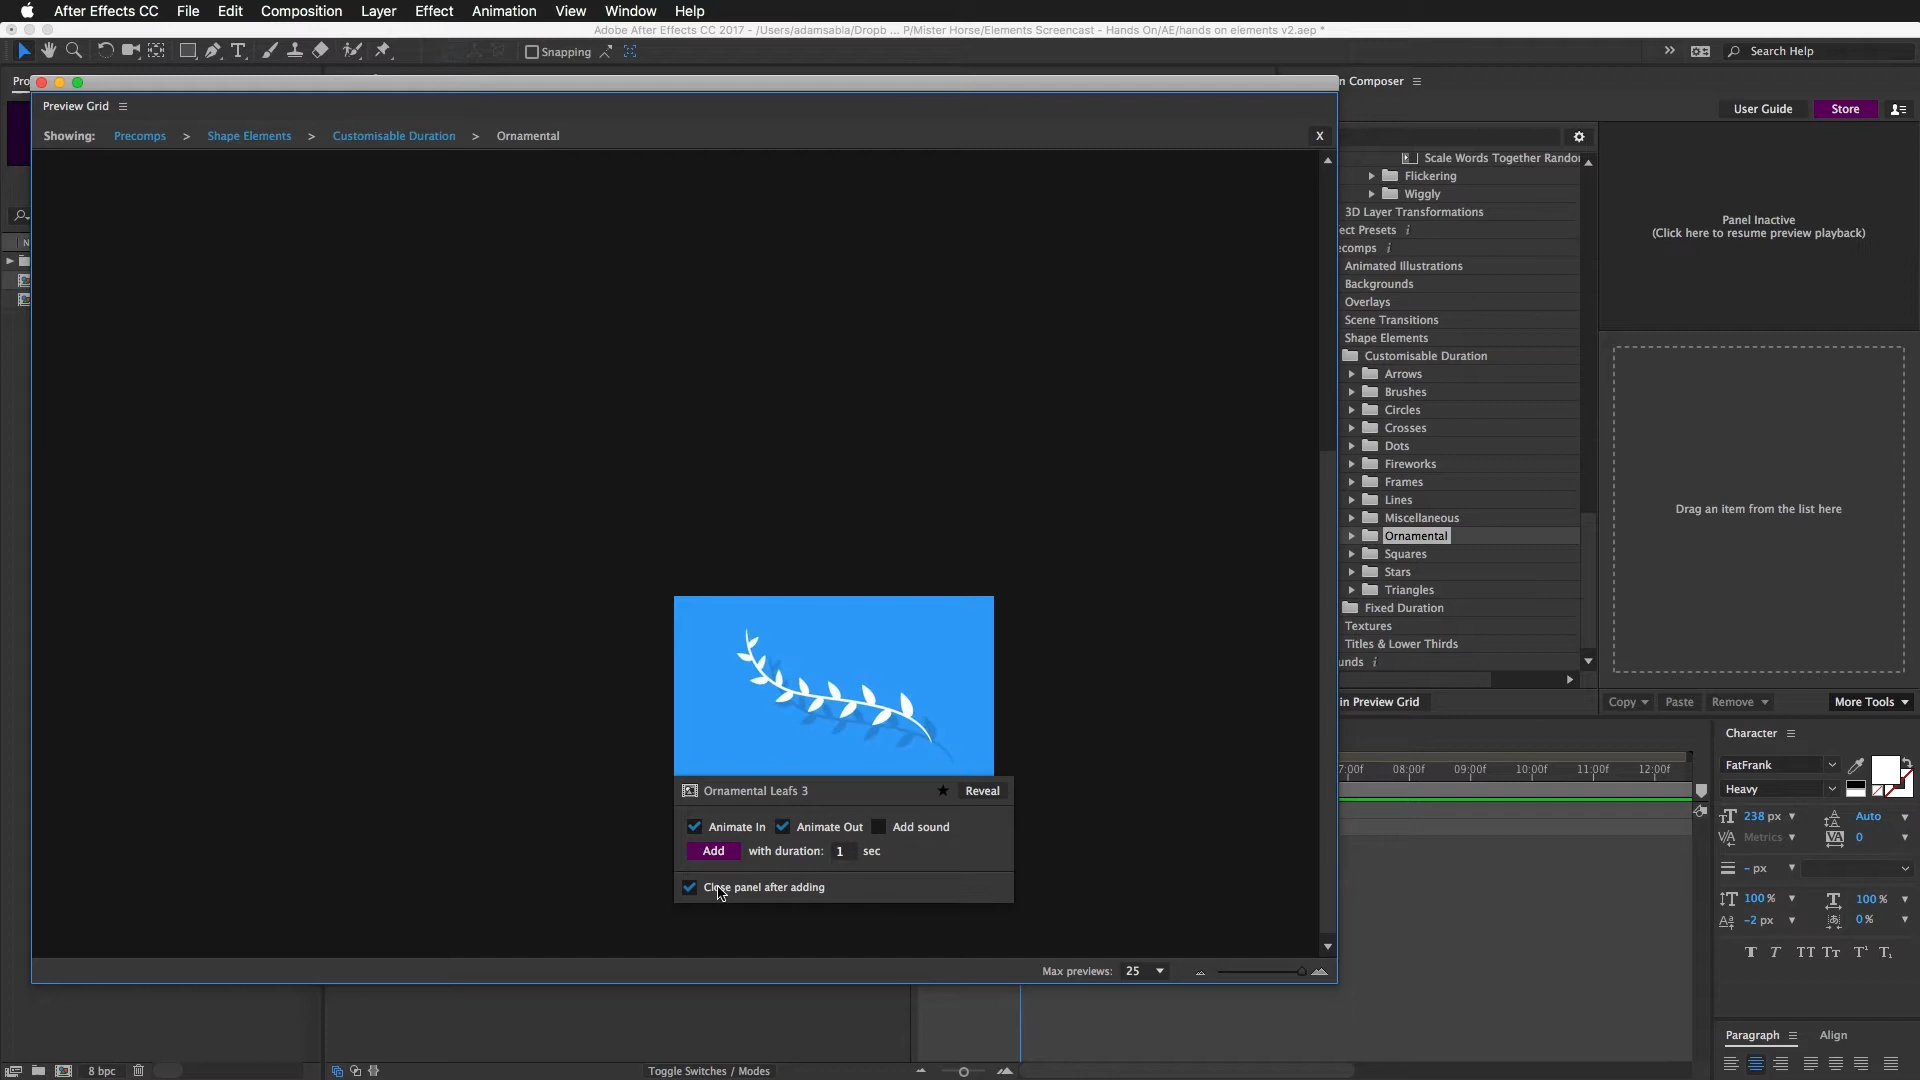 After Effects CC File Edit Composition Layer Effect Animation View Window Help
Adobe After Effects CC 2017 - /Users/adamsabla/Dropb ... P/Mister Horse/Elements Screencast - Hands On/AE/hands on elements v2.aep *
Snapping
Search Help
Pro
n Composer
Preview Grid
User Guide
Store
Showing: Precomps > Shape Elements > Customisable Duration > Ornamental
X
Scale Words Together Rando
Flickering
Wiggly
3D Layer Transformations
ect Presets i
ecomps i
Animated Illustrations
Backgrounds
Overlays
Scene Transitions
Shape Elements
Customisable Duration
Arrows
Brushes
Circles
Crosses
Dots
Fireworks
Frames
Lines
Miscellaneous
Ornamental
Squares
Stars
Triangles
Fixed Duration
Textures
Titles & Lower Thirds
unds i
in Preview Grid
Panel Inactive
(Click here to resume preview playback)
Drag an item from the list here
Copy Paste Remove More Tools
Ornamental Leafs 3
Reveal
Animate In Animate Out Add sound
Add with duration: 1 sec
Close panel after adding
Max previews: 25
7:00f 08:00f 09:00f 10:00f 11:00f 12:00f
Character
FatFrank
Heavy
238 px Auto
Metrics 0
- px
100 % 100 %
-2 px 0 %
T T TT Tt T¹ T₁
Paragraph Align
8 bpc
Toggle Switches / Modes